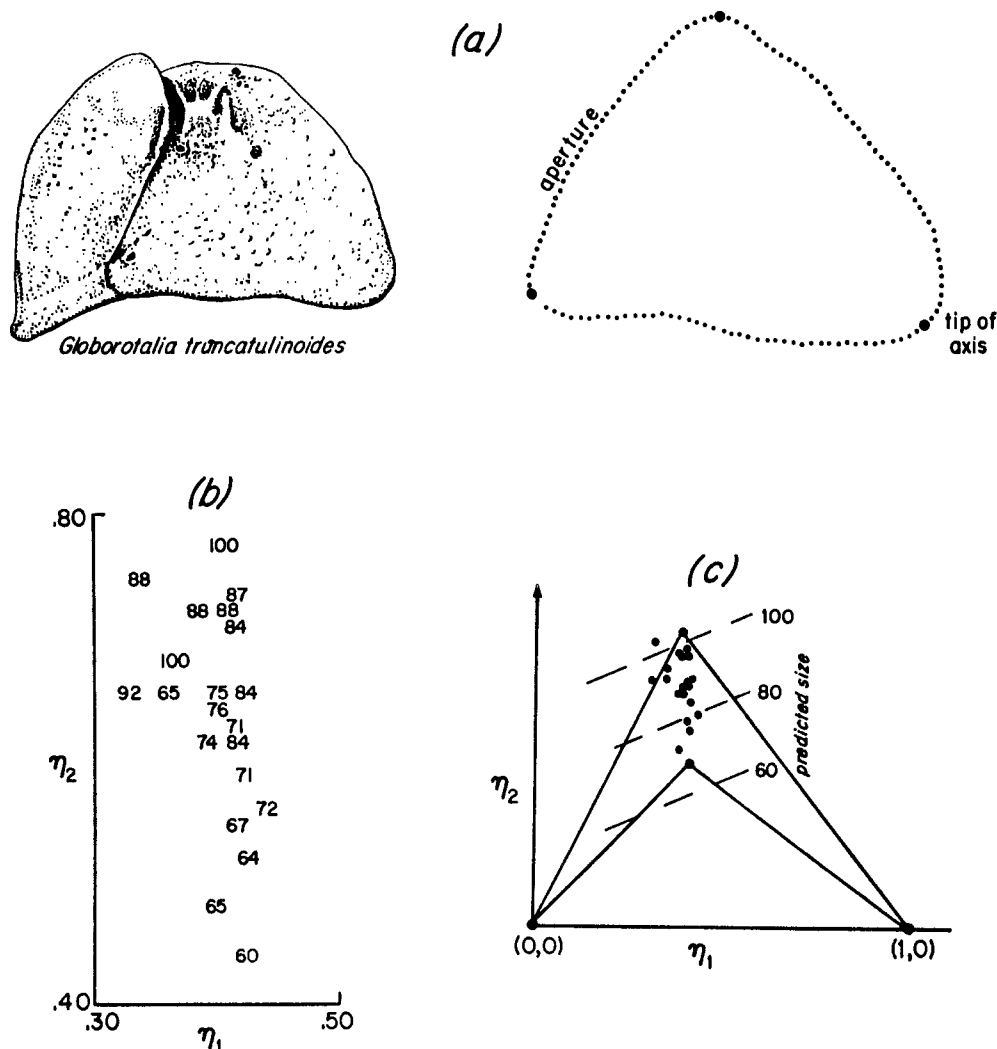 (a)
aperture
tip of
axis
Globorotalia truncatulinoides
(b)
.80
100
88
87
88 88
84
100
92 65 75 84
76
71
74 84
η2
71
72
67
64
65
60
.40
.30 .50
η1
(c)
100
80
60
predicted size
η2
(0,0) η1 (1,0)